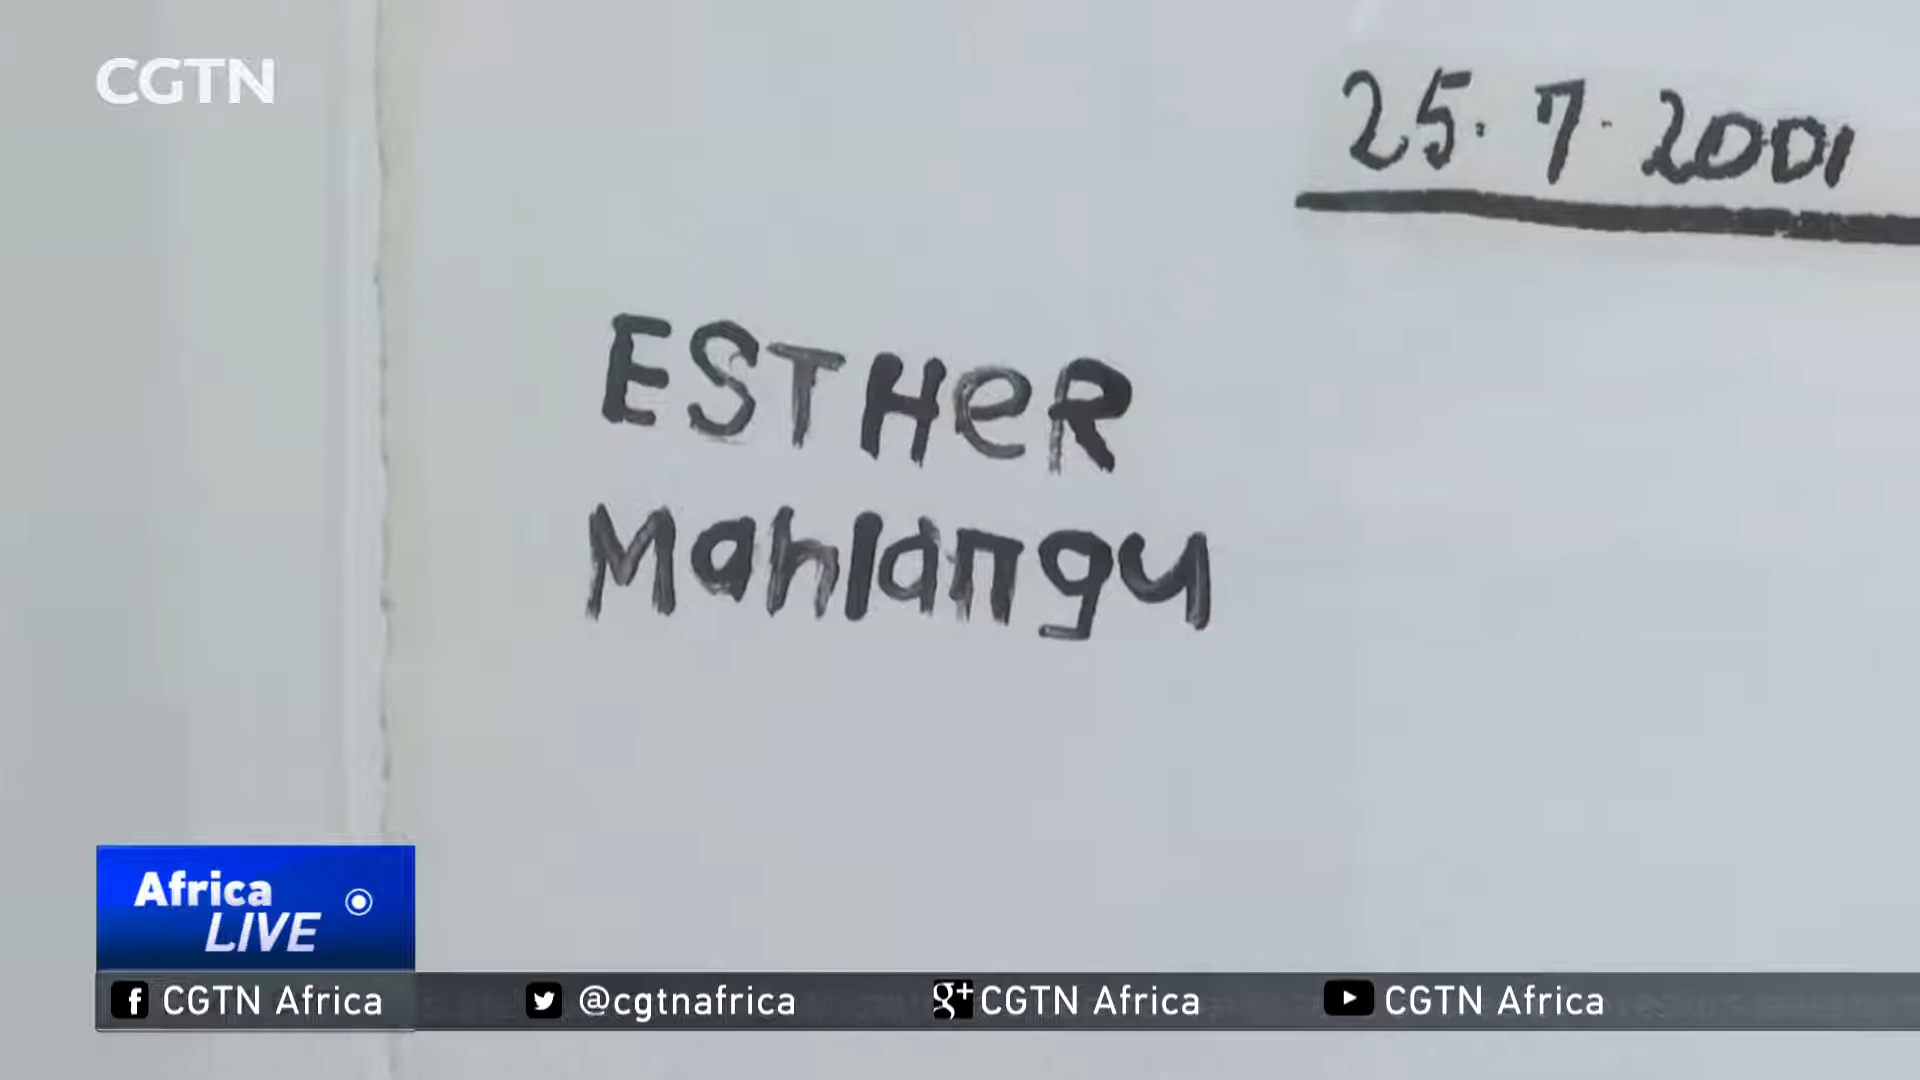 CGTN
25.7.2001
ESTHeR
Mahlangu
Africa
LIVE
CGTN Africa
@cgtnafrica
g+ CGTN Africa
CGTN Africa